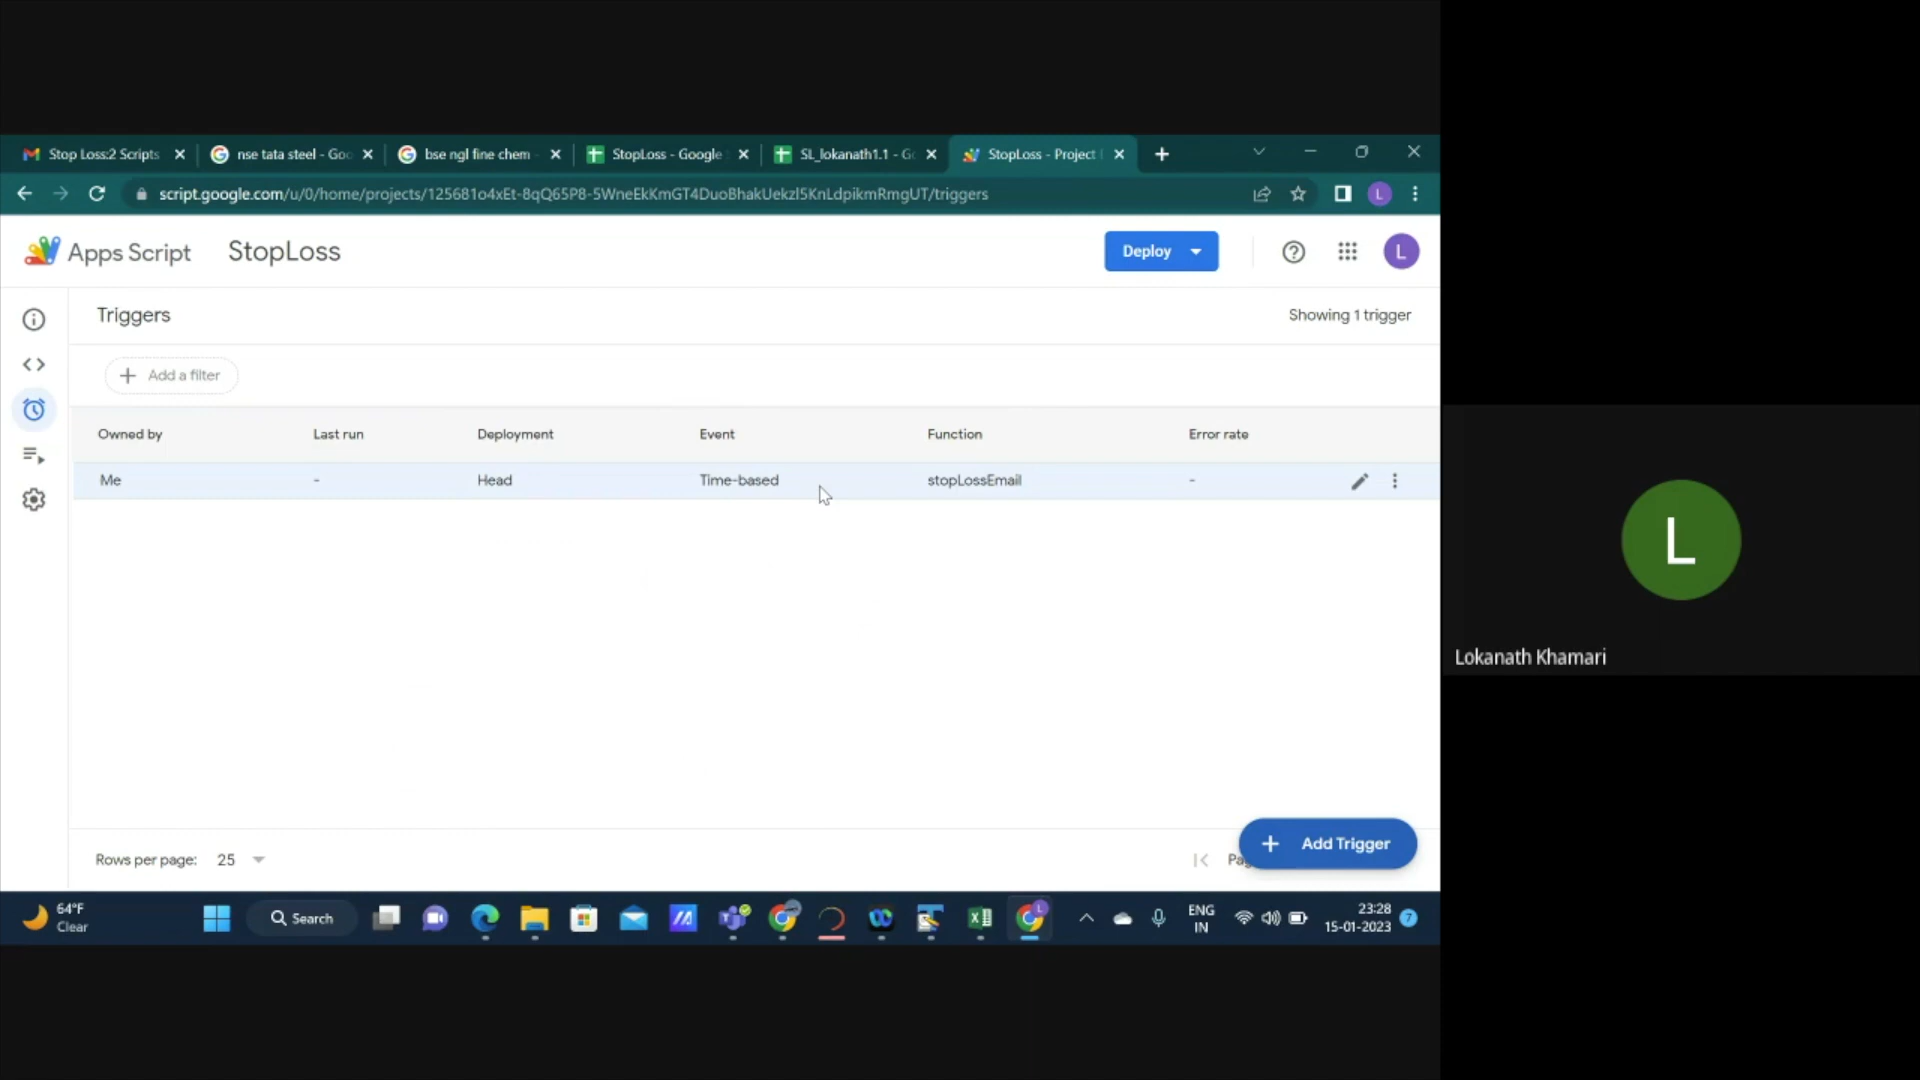 Stop Loss:2 Scripts
nse tata steel - Goo
bse ngl fine chem -
StopLoss - Google
SL_lokanath1.1 - Go
StopLoss - Project
script.google.com/u/0/home/projects/125681o4xEt-8qQ65P8-5WneEkKmGT4DuoBhakUekzl5KnLdpikmRmgUT/triggers
L
Apps Script
StopLoss
Deploy
L
Triggers
Showing 1 trigger
Add a filter
Owned by
Last run
Deployment
Event
Function
Error rate
Me
-
Head
Time-based
stopLossEmail
-
L
Lokanath Khamari
Rows per page:
25
Add Trigger
64°F
Clear
Search
ENG
IN
23:28
15-01-2023
7